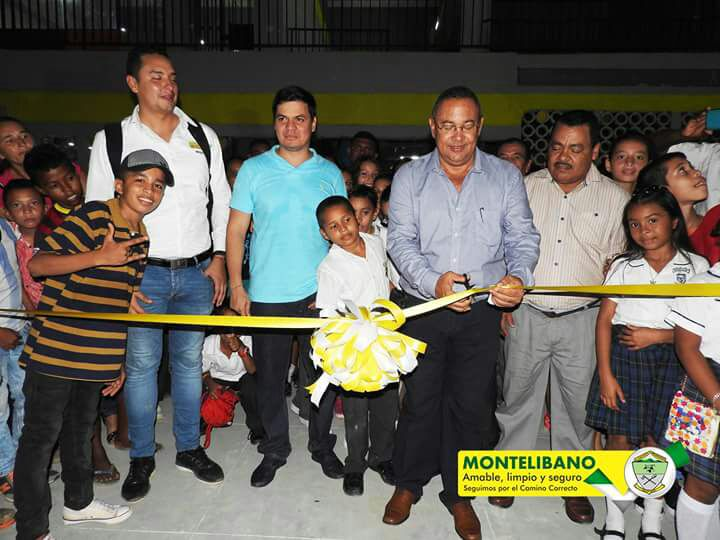 MONTELIBANO
Amable, limpio y seguro
Seguimos por el Camino Correcto